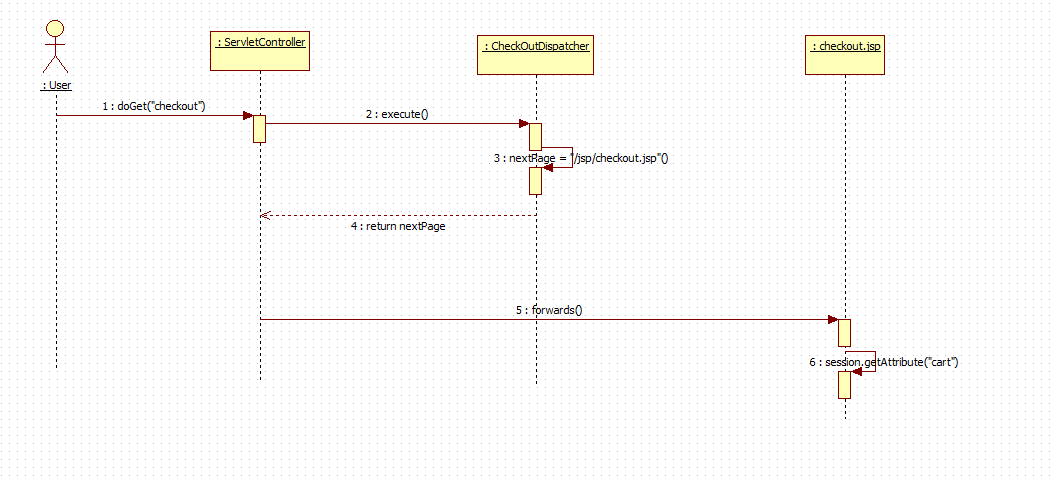 : ServletController
: CheckOutDispatcher
: checkout.jsp
: User
1 : doGet("checkout")
2 : execute()
3 : nextPage = "/jsp/checkout.jsp"()
4 : return nextPage
5 : forwards()
6 : session.getAttribute("cart")